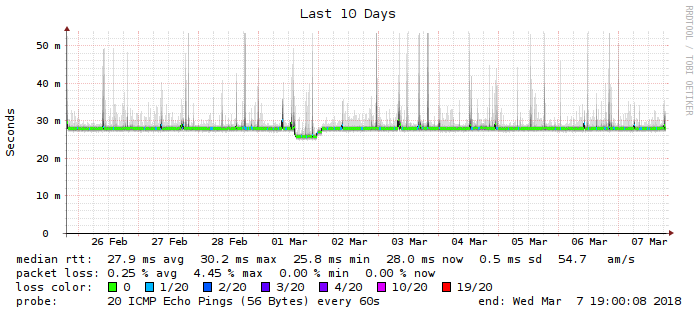 Last 10 Days
RRDTOOL / TOBI OETIKER
Seconds
50 m
40 m
30 m
20 m
10 m
0
26 Feb 27 Feb 28 Feb 01 Mar 02 Mar 03 Mar 04 Mar 05 Mar 06 Mar 07 Mar
median rtt: 27.9 ms avg 30.2 ms max 25.8 ms min 28.0 ms now 0.5 ms sd 54.7 am/s
packet loss: 0.25 % avg 4.45 % max 0.00 % min 0.00 % now
loss color: 0 1/20 2/20 3/20 4/20 10/20 19/20
probe: 20 ICMP Echo Pings (56 Bytes) every 60s end: Wed Mar 7 19:00:08 2018